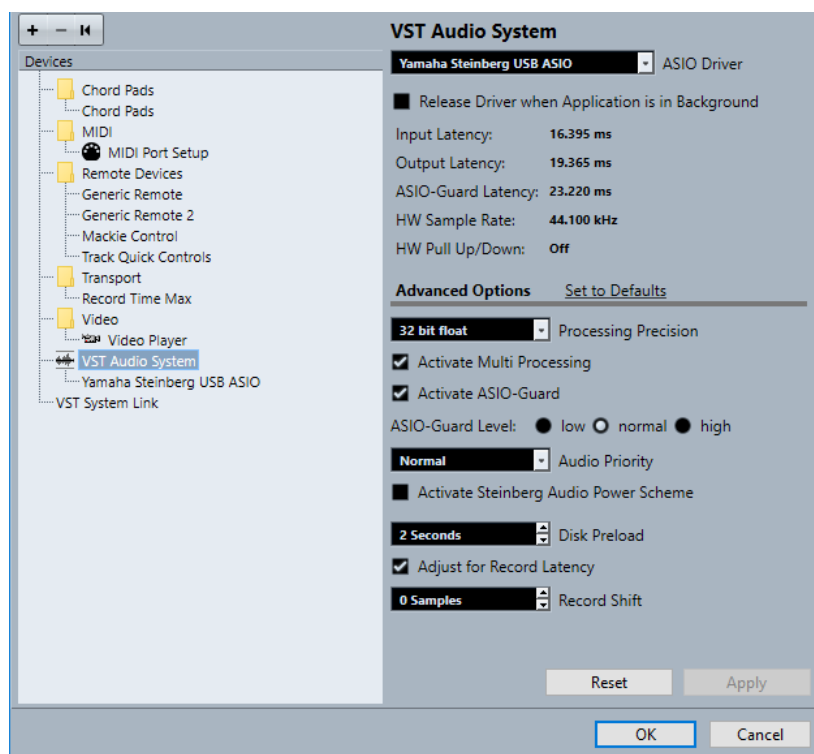 Devices
Chord Pads
Chord Pads
MIDI
MIDI Port Setup
Remote Devices
Generic Remote
Generic Remote 2
Mackie Control
Track Quick Controls
Transport
Record Time Max
Video
Video Player
VST Audio System
Yamaha Steinberg USB ASIO
VST System Link
VST Audio System
Yamaha Steinberg USB ASIO ASIO Driver
Release Driver when Application is in Background
Input Latency: 16.395 ms
Output Latency: 19.365 ms
ASIO-Guard Latency: 23.220 ms
HW Sample Rate: 44.100 kHz
HW Pull Up/Down: Off
Advanced Options Set to Defaults
32 bit float Processing Precision
Activate Multi Processing
Activate ASIO-Guard
ASIO-Guard Level: low normal high
Normal Audio Priority
Activate Steinberg Audio Power Scheme
2 Seconds Disk Preload
Adjust for Record Latency
0 Samples Record Shift
Reset Apply
OK Cancel